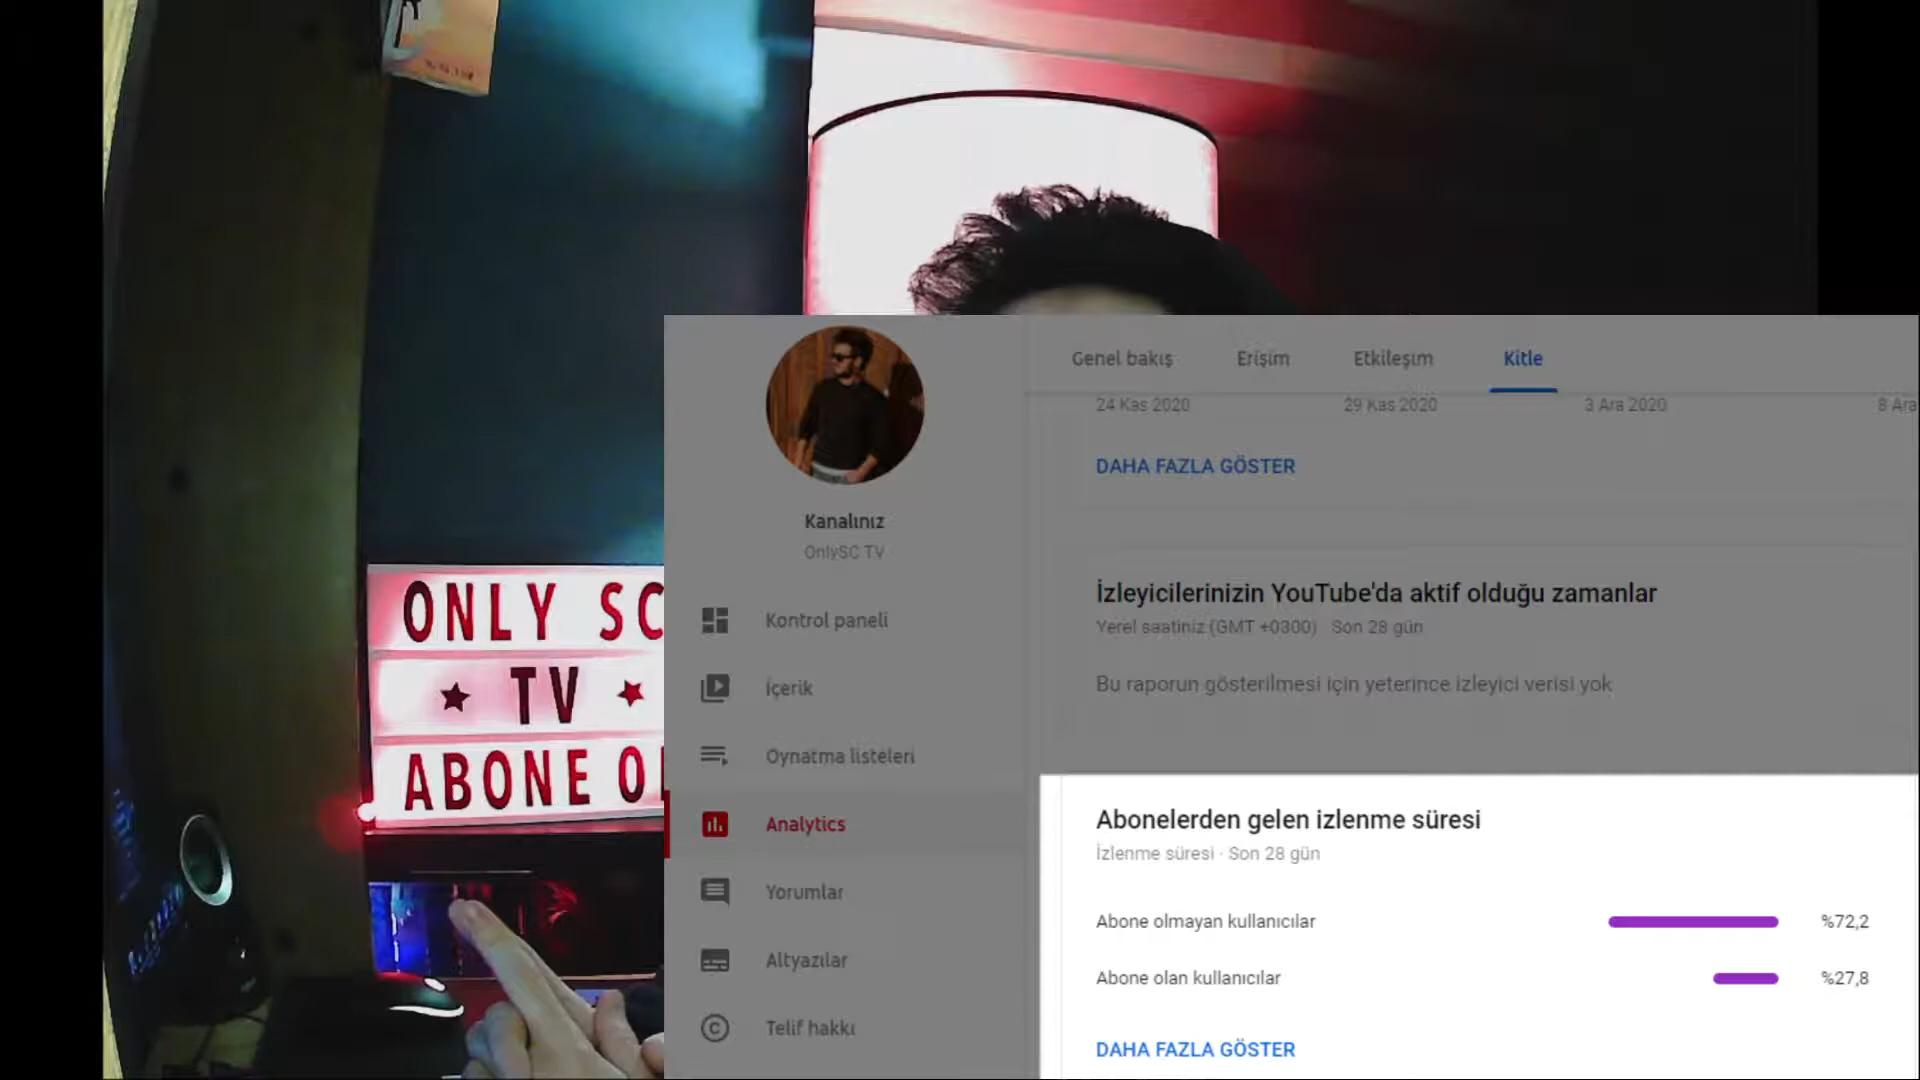 ONLY SC
TV
ABONE O
Kanalınız
OnlySC TV
Kontrol paneli
İçerik
Oynatma listeleri
Analytics
Yorumlar
Altyazılar
Telif hakkı
Genel bakış Erişim Etkileşim Kitle
24 Kas 2020 29 Kas 2020 3 Ara 2020 8 Ara
DAHA FAZLA GÖSTER
İzleyicilerinizin YouTube'da aktif olduğu zamanlar
Yerel saatiniz (GMT +0300) · Son 28 gün
Bu raporun gösterilmesi için yeterince izleyici verisi yok
Abonelerden gelen izlenme süresi
İzlenme süresi · Son 28 gün
Abone olmayan kullanıcılar %72,2
Abone olan kullanıcılar %27,8
DAHA FAZLA GÖSTER